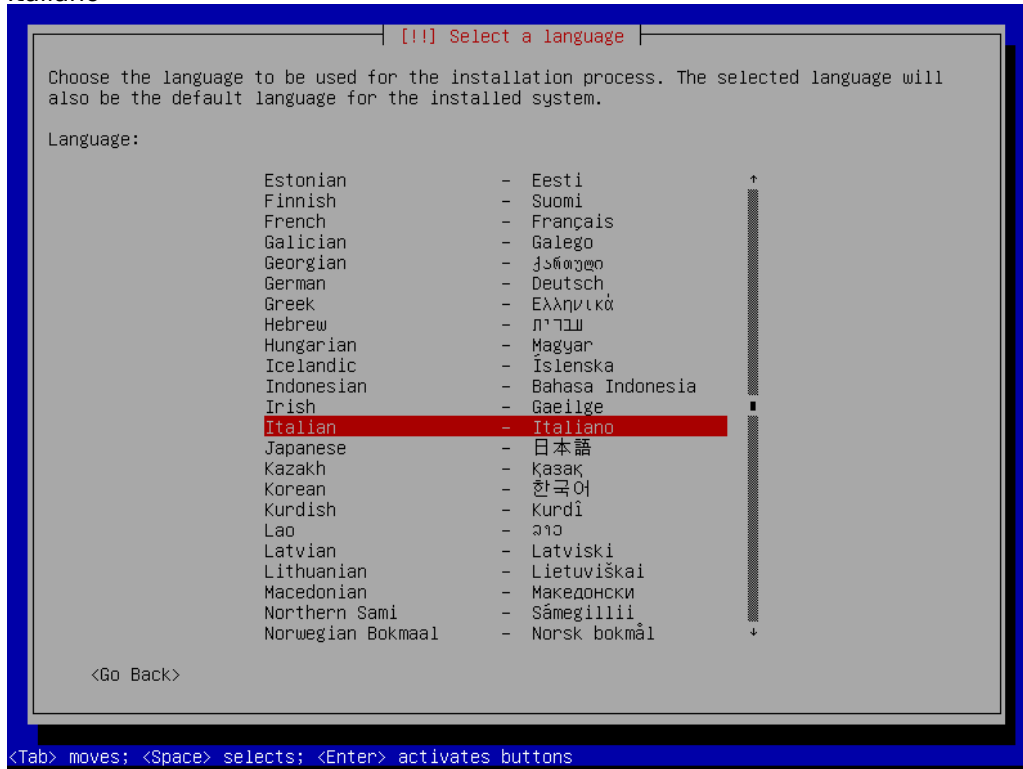 Italiano
[!!] Select a language
Choose the language to be used for the installation process. The selected language will
also be the default language for the installed system.
Language:
Estonian - Eesti
Finnish - Suomi
French - Français
Galician - Galego
Georgian - ქართული
German - Deutsch
Greek - Ελληνικά
Hebrew - עברית
Hungarian - Magyar
Icelandic - Íslenska
Indonesian - Bahasa Indonesia
Irish - Gaeilge
Italian - Italiano
Japanese - 日本語
Kazakh - Қазақ
Korean - 한국어
Kurdish - Kurdî
Lao - ລາວ
Latvian - Latviski
Lithuanian - Lietuviškai
Macedonian - Македонски
Northern Sami - Sámegillii
Norwegian Bokmaal - Norsk bokmål
<Go Back>
<Tab> moves; <Space> selects; <Enter> activates buttons